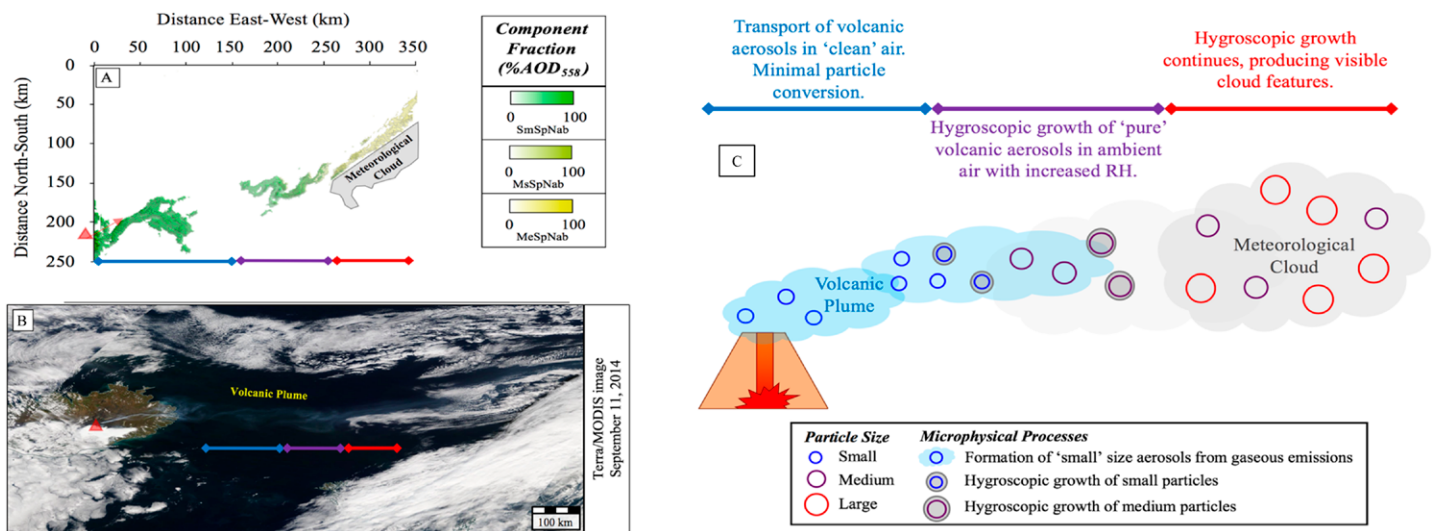 Distance East-West (km)
0 50 100 150 200 250 300 350
Distance North-South (km)
0
50
100
150
200
250
A
Meteorological
Cloud
Component
Fraction
(%AOD558)
0 100
SmSpNab
0 100
MsSpNab
0 100
MeSpNab
B
Volcanic Plume
100 km
Terra/MODIS image
September 11, 2014
Transport of volcanic
aerosols in ‘clean’ air.
Minimal particle
conversion.
Hygroscopic growth
continues, producing visible
cloud features.
Hygroscopic growth of ‘pure’
volcanic aerosols in ambient
air with increased RH.
C
Volcanic
Plume
Meteorological
Cloud
Particle Size
Small
Medium
Large
Microphysical Processes
Formation of ‘small’ size aerosols from gaseous emissions
Hygroscopic growth of small particles
Hygroscopic growth of medium particles